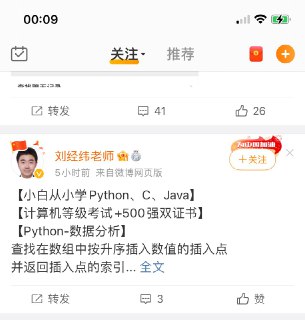 00:09
关注
推荐
转发
41
26
刘经纬老师
+关注
5小时前 来自微博网页版
【小白从小学Python、C、Java】
【计算机等级考试+500强双证书】
【Python-数据分析】
查找在数组中按升序插入数值的插入点
并返回插入点的索引... 全文
转发
3
赞